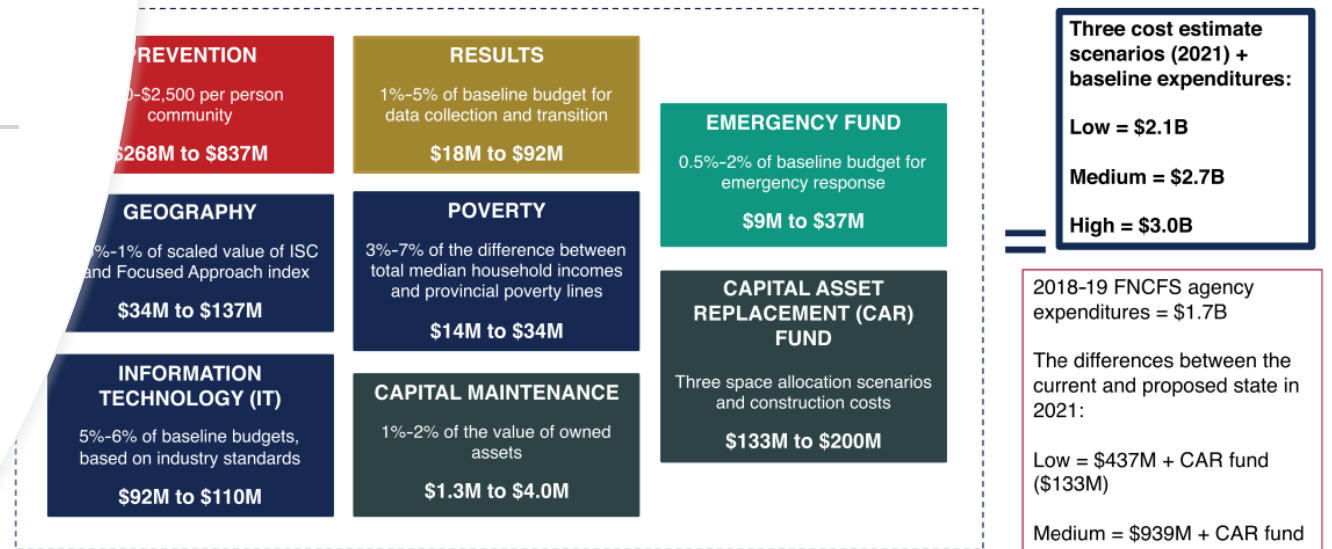 REVENTION
-$2,500 per person
community
$268M to $837M
GEOGRAPHY
%-1% of scaled value of ISC
and Focused Approach index
$34M to $137M
INFORMATION
TECHNOLOGY (IT)
5%-6% of baseline budgets,
based on industry standards
$92M to $110M
RESULTS
1%-5% of baseline budget for
data collection and transition
$18M to $92M
POVERTY
3%-7% of the difference between
total median household incomes
and provincial poverty lines
$14M to $34M
CAPITAL MAINTENANCE
1%-2% of the value of owned
assets
$1.3M to $4.0M
EMERGENCY FUND
0.5%-2% of baseline budget for
emergency response
$9M to $37M
CAPITAL ASSET
REPLACEMENT (CAR)
FUND
Three space allocation scenarios
and construction costs
$133M to $200M
=
Three cost estimate
scenarios (2021) +
baseline expenditures:
Low = $2.1B
Medium = $2.7B
High = $3.0B
2018-19 FNCFS agency
expenditures = $1.7B
The differences between the
current and proposed state in
2021:
Low = $437M + CAR fund
($133M)
Medium = $939M + CAR fund